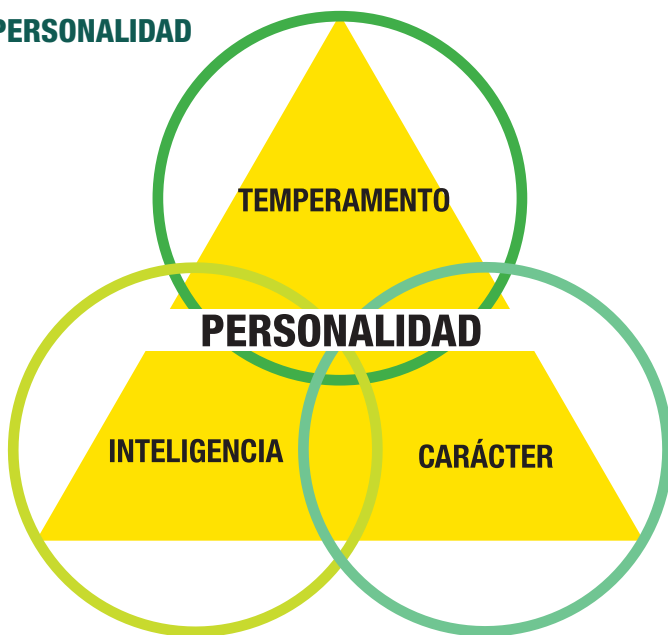 PERSONALIDAD
TEMPERAMENTO
PERSONALIDAD
INTELIGENCIA
CARÁCTER